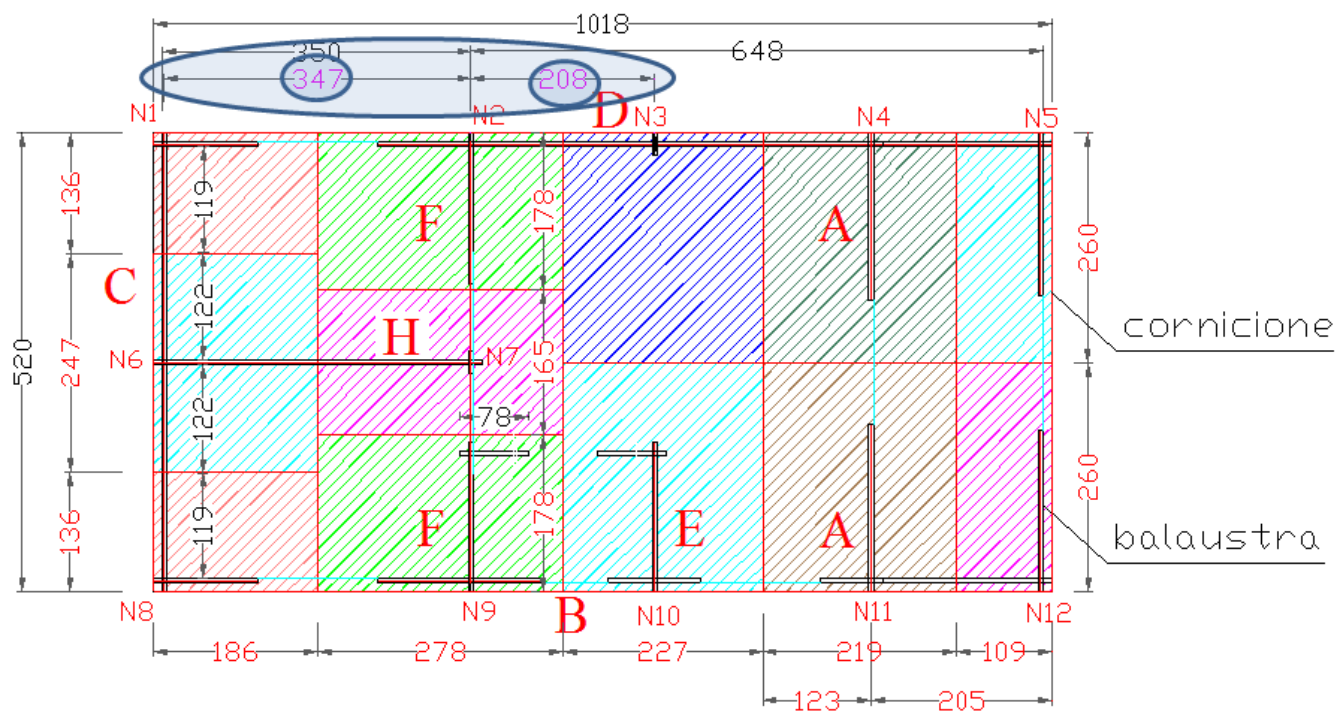 1018
350
648
347
208
N1
N2
D
N3
N4
N5
136
119
F
178
A
260
C
122
H
cornicione
520
247
N6
N7
165
122
78
136
119
F
178
E
A
260
balaustra
N8
N9
B
N10
N11
N12
186
278
227
219
109
123
205